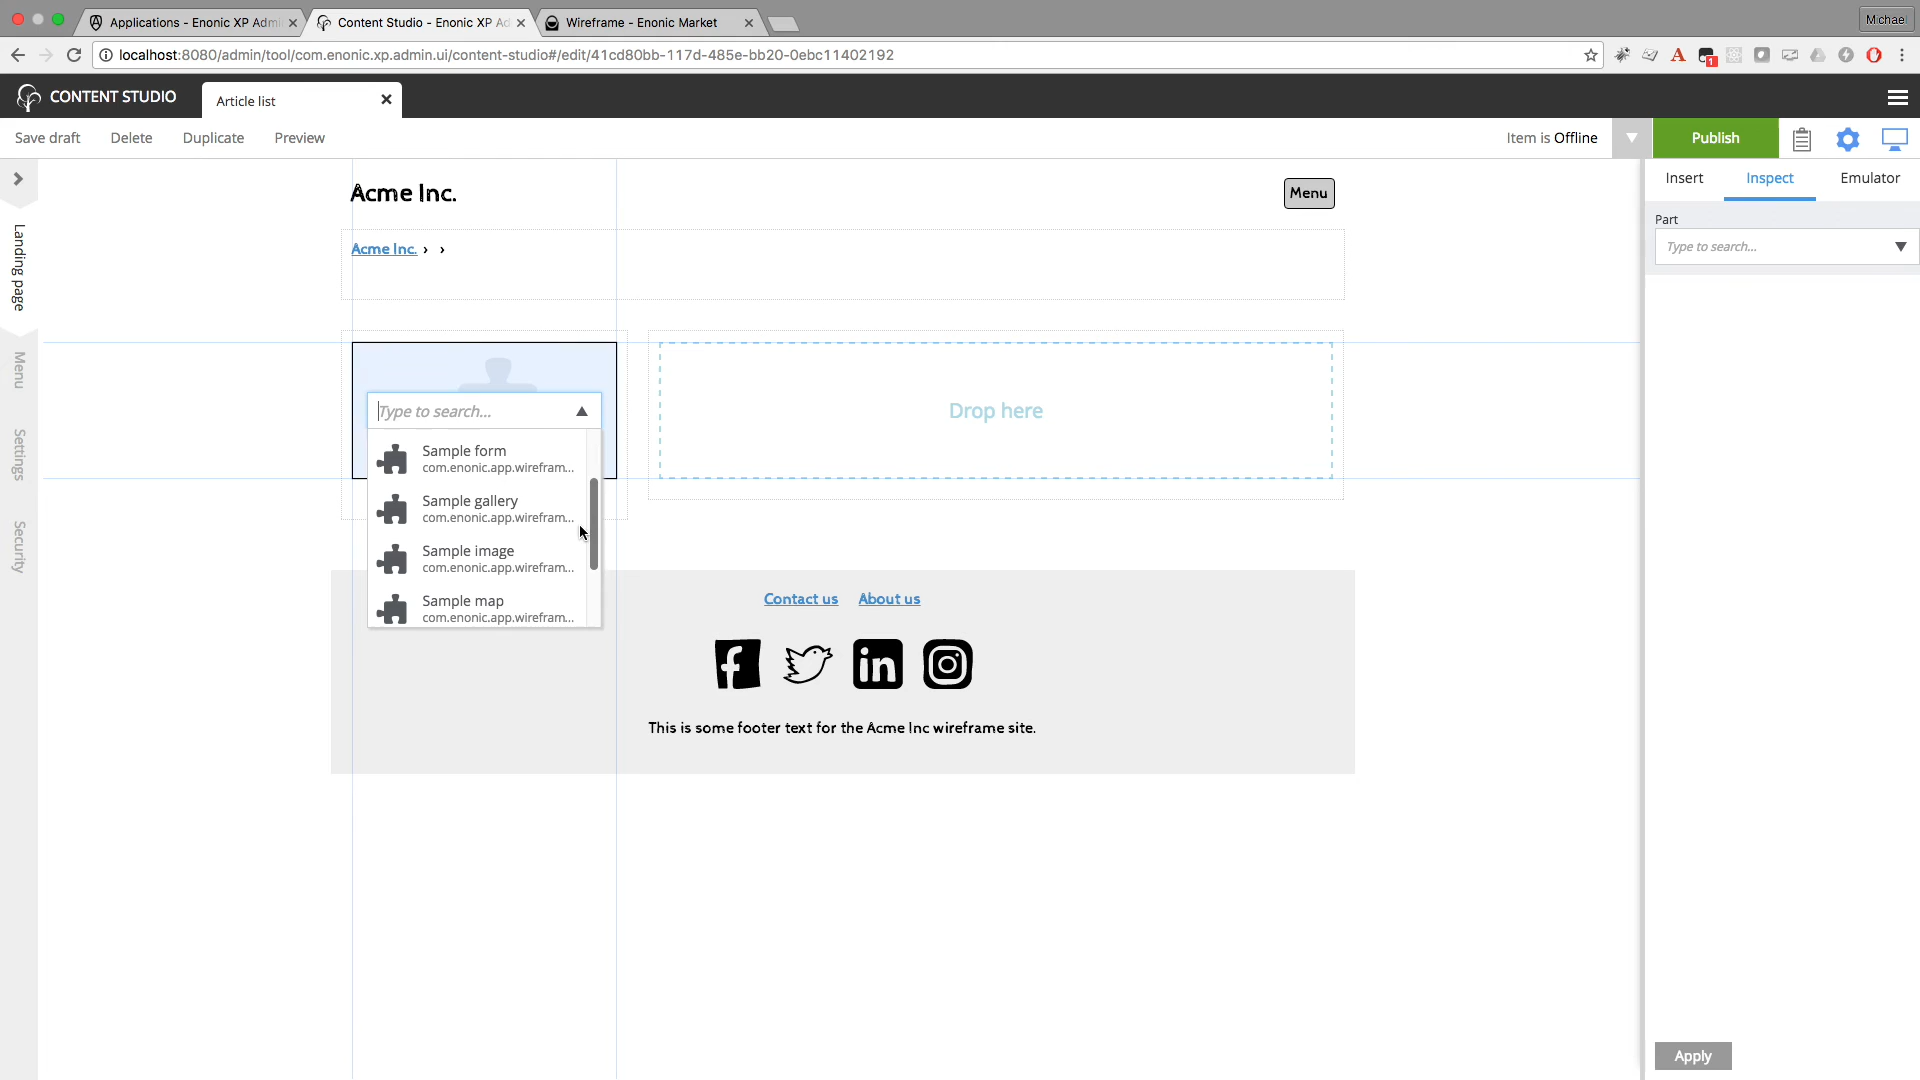 Applications - Enonic XP Admi
Content Studio - Enonic XP Ad
Wireframe - Enonic Market
Michael
localhost:8080/admin/tool/com.enonic.xp.admin.ui/content-studio#/edit/41cd80bb-117d-485e-bb20-0ebc11402192
A
1
CONTENT STUDIO
Article list
Save draft
Delete
Duplicate
Preview
Item is Offline
Publish
Insert
Inspect
Emulator
Part
Type to search...
Landing page
Menu
Settings
Security
Acme Inc.
Menu
Acme Inc. › ›
Type to search...
Sample form
com.enonic.app.wirefram...
Sample gallery
com.enonic.app.wirefram...
Sample image
com.enonic.app.wirefram...
Sample map
com.enonic.app.wirefram...
Drop here
Contact us
About us
f
in
This is some footer text for the Acme Inc wireframe site.
Apply